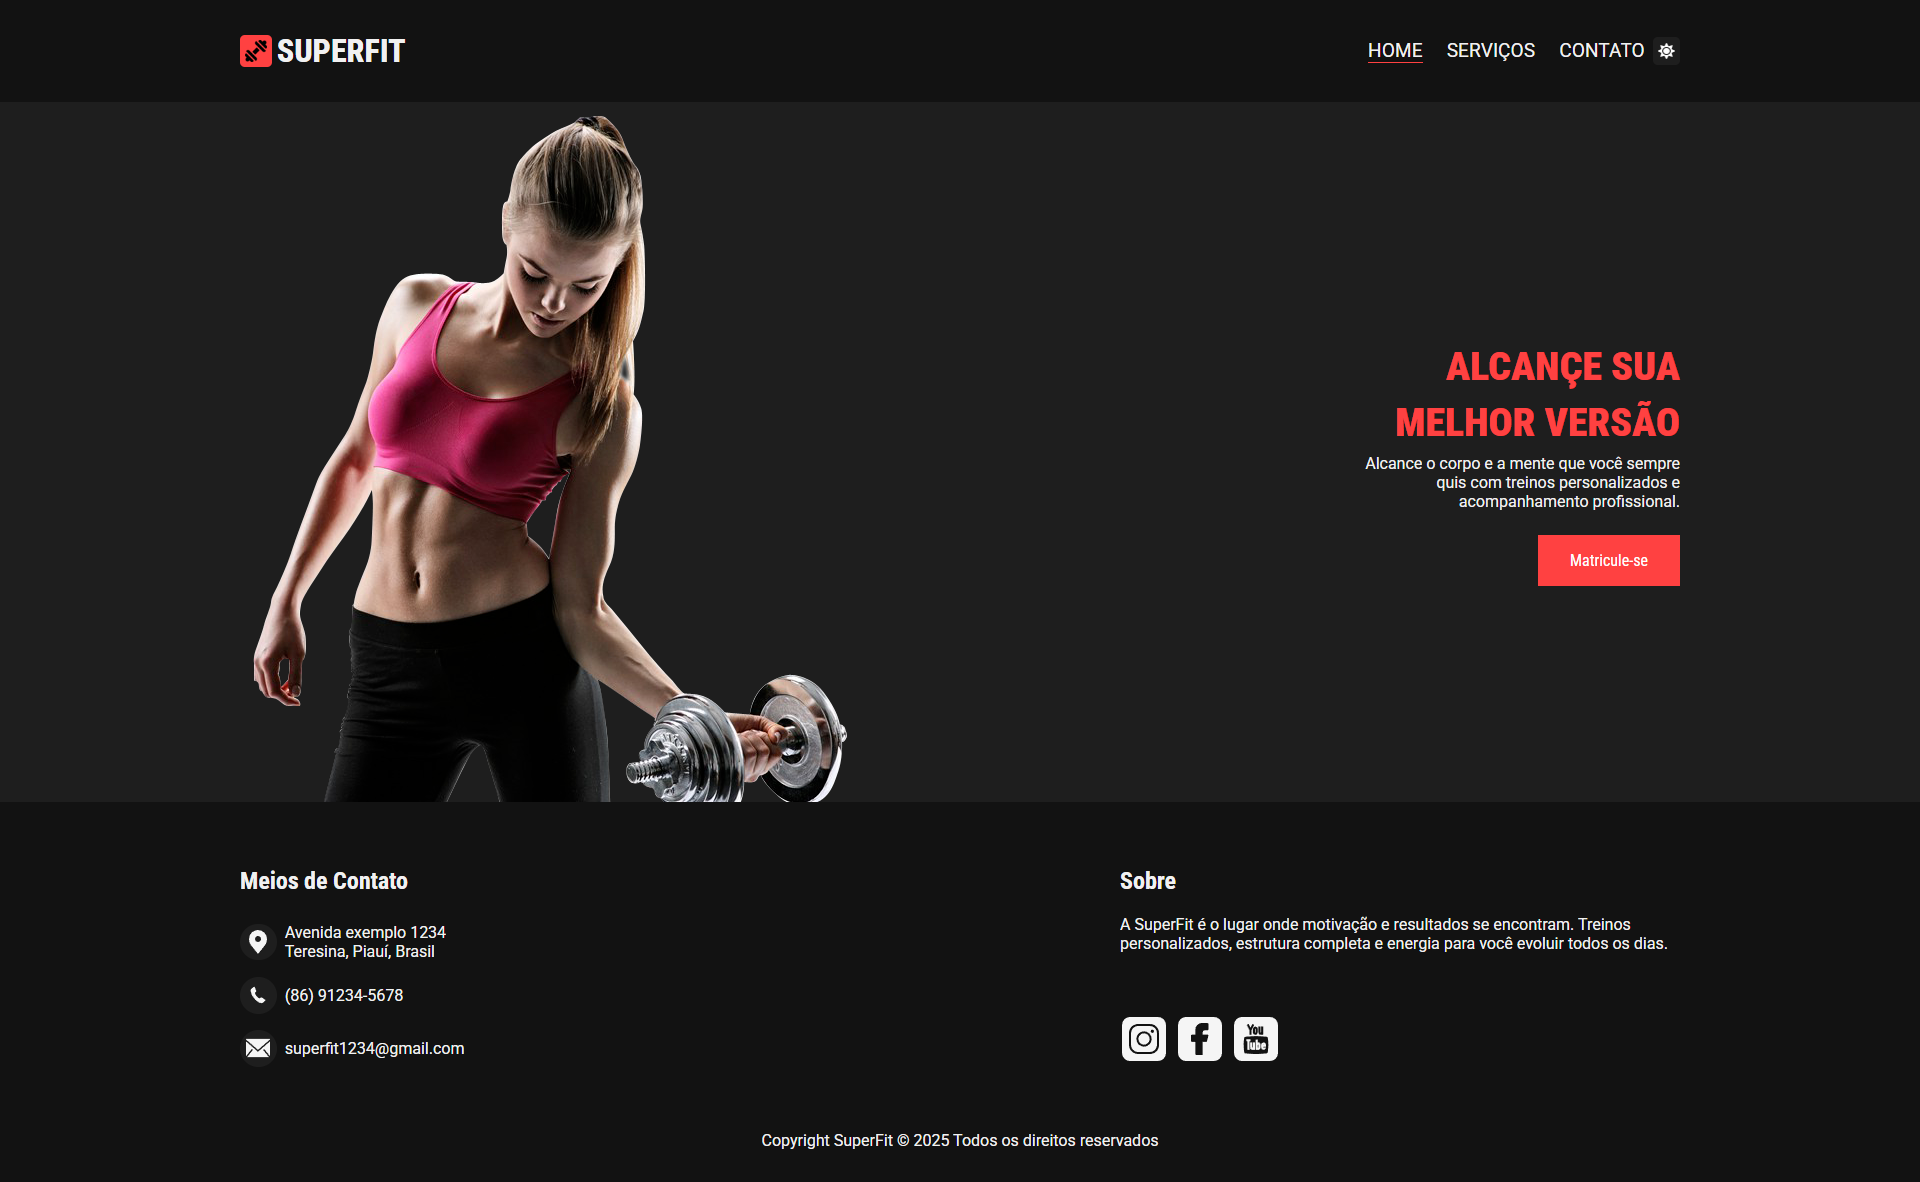 SUPERFIT
HOME SERVIÇOS CONTATO
ALCANÇE SUA
MELHOR VERSÃO
Alcance o corpo e a mente que você sempre
quis com treinos personalizados e
acompanhamento profissional.
Matricule-se
Meios de Contato
Avenida exemplo 1234
Teresina, Piauí, Brasil
(86) 91234-5678
superfit1234@gmail.com
Sobre
A SuperFit é o lugar onde motivação e resultados se encontram. Treinos
personalizados, estrutura completa e energia para você evoluir todos os dias.
You
Tube
Copyright SuperFit © 2025 Todos os direitos reservados